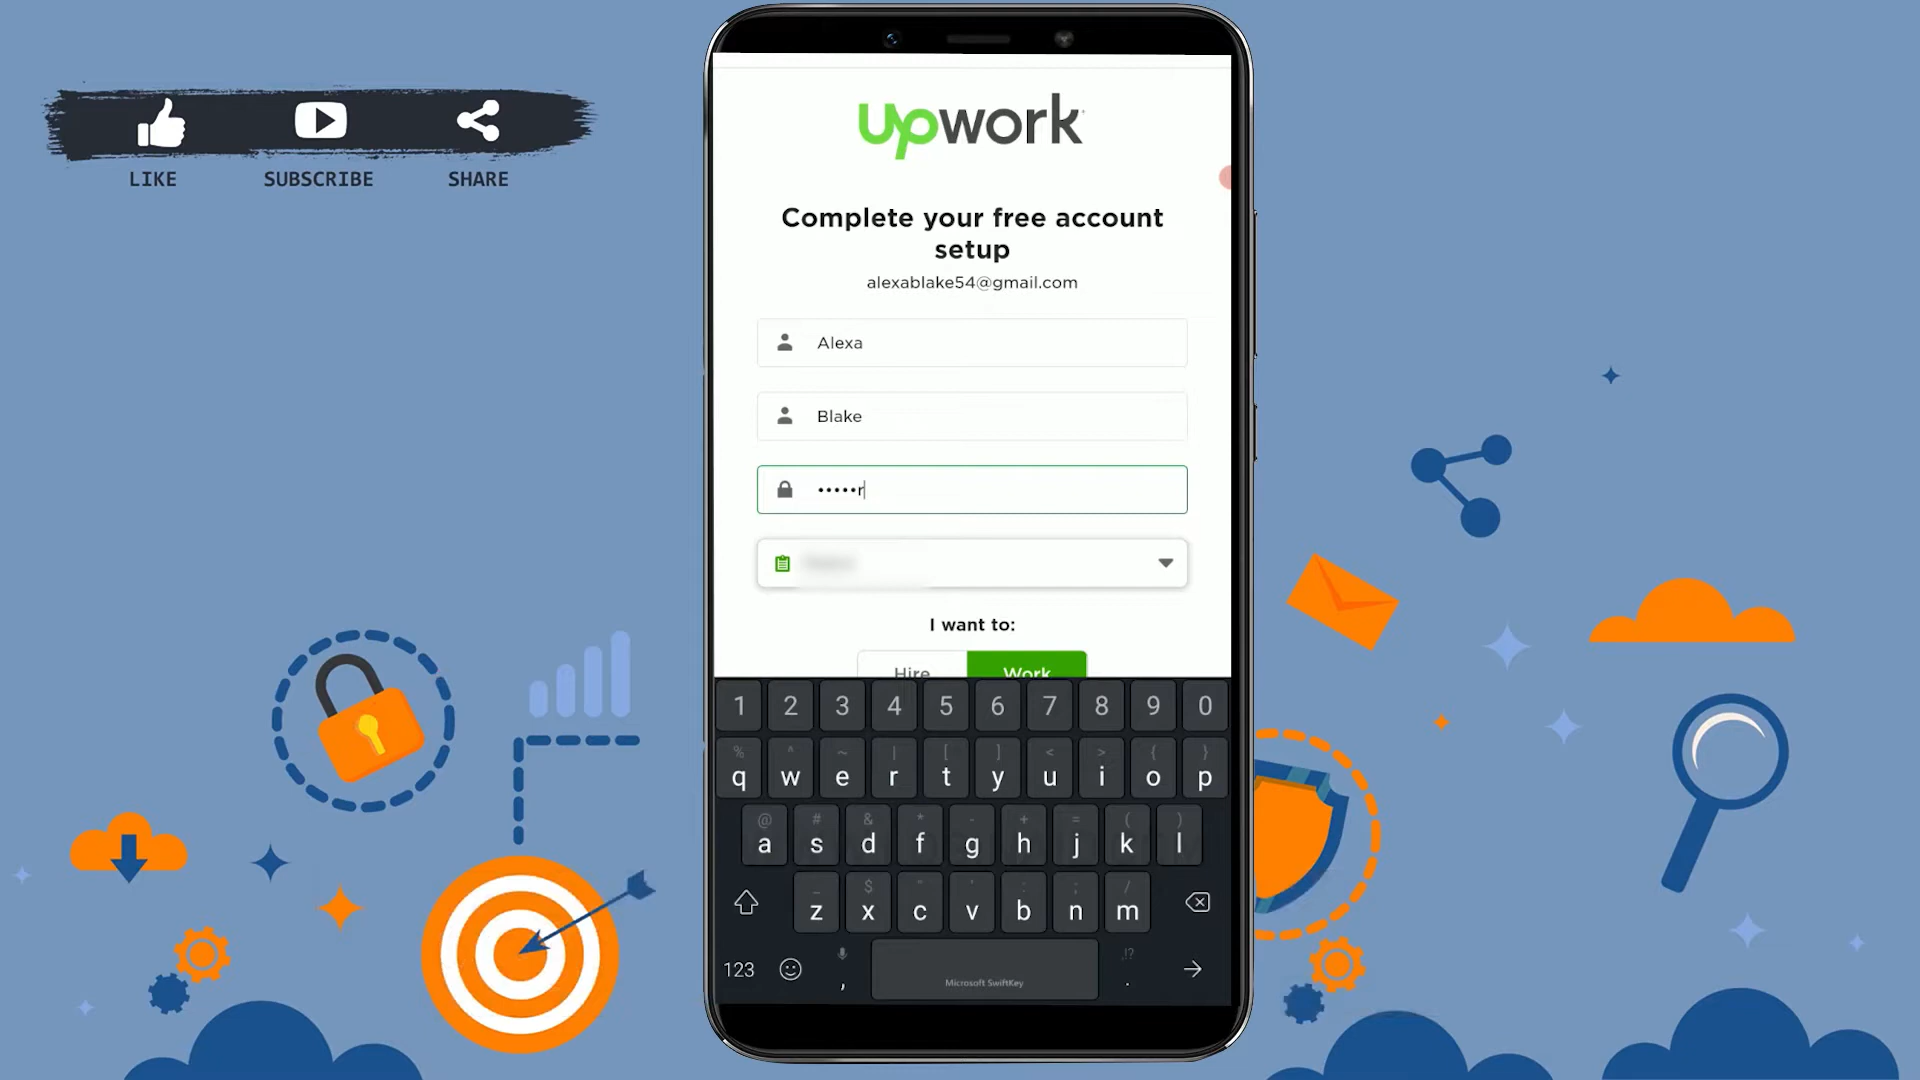 LIKE SUBSCRIBE SHARE
upwork
Complete your free account
setup
alexablake54@gmail.com
Alexa
Blake
•••••r
I want to:
Hire Work
1 2 3 4 5 6 7 8 9 0
% ^ ~ | [ ] < > { }
q w e r t y u i o p
@ # & * - + = ( )
a s d f g h j k l
_ $ " ' : ; /
z x c v b n m
123 , Microsoft SwiftKey ,!? .